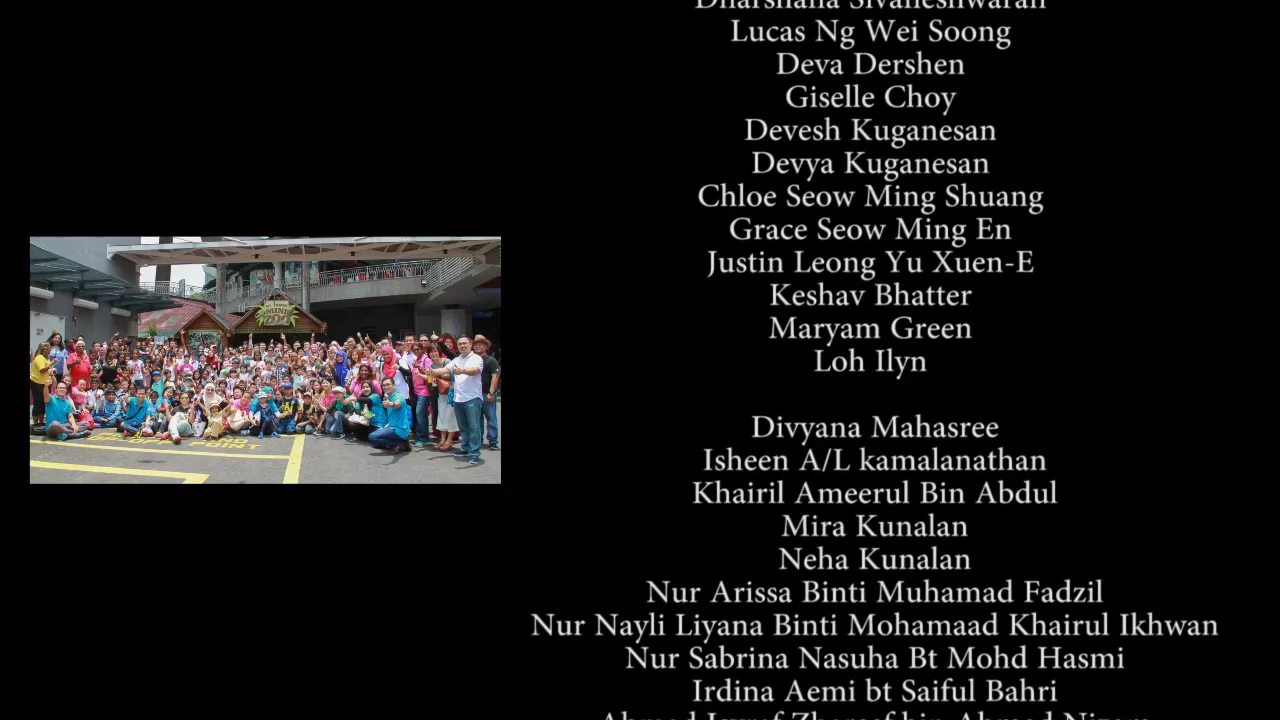 Lucas Ng Wei Soong
Deva Dershen
Giselle Choy
Devesh Kuganesan
Devya Kuganesan
Chloe Seow Ming Shuang
Grace Seow Ming En
Justin Leong Yu Xuen-E
Keshav Bhatter
Maryam Green
Loh Ilyn
Divyana Mahasree
Isheen A/L kamalanathan
Khairil Ameerul Bin Abdul
Mira Kunalan
Neha Kunalan
Nur Arissa Binti Muhamad Fadzil
Nur Nayli Liyana Binti Mohamaad Khairul Ikhwan
Nur Sabrina Nasuha Bt Mohd Hasmi
Irdina Aemi bt Saiful Bahri
MINI
ZOO
POINT